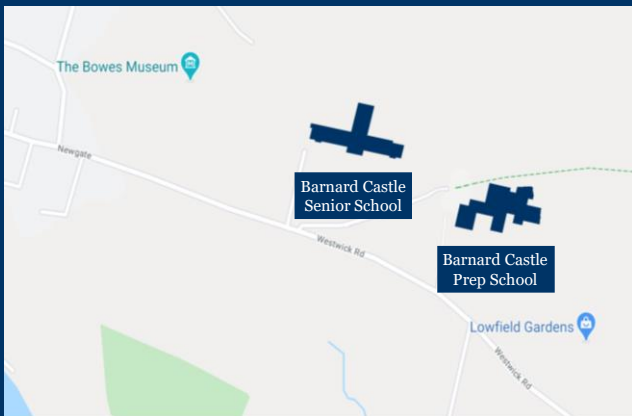 The Bowes Museum
Newgate
Barnard Castle
Senior School
Westwick Rd
Barnard Castle
Prep School
Lowfield Gardens
Westwick Rd